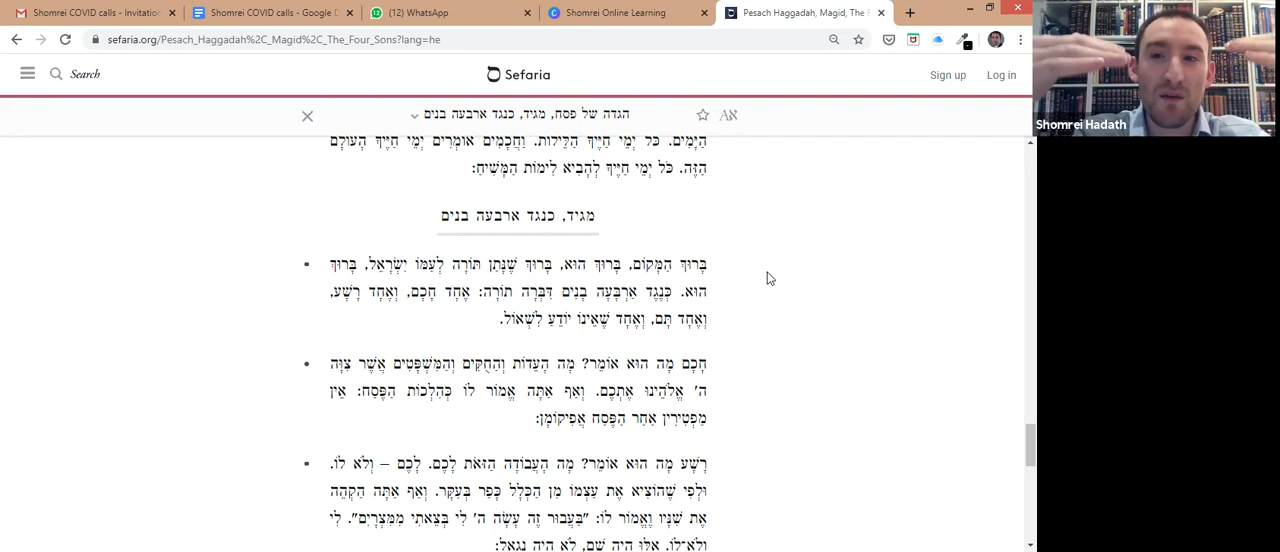 Shomrei COVID calls - Invitation
Shomrei COVID calls - Google D
(12) WhatsApp
Shomrei Online Learning
Pesach Haggadah, Magid, The F
sefaria.org/Pesach_Haggadah%2C_Magid%2C_The_Four_Sons?lang=he
Search
Sefaria
Sign up
Log in
Shomrei Hadath
הגדה של פסח, מגיד, כנגד ארבעה בנים
אA
הַיָּמִים. כֹּל יְמֵי חַיֶּיךָ הַלֵּילוֹת. וַחֲכָמִים אוֹמְרִים יְמֵי חַיֶּיךָ הָעוֹלָם
הַזֶּה. כֹּל יְמֵי חַיֶּיךָ לְהָבִיא לִימוֹת הַמָּשִׁיחַ:
מגיד, כנגד ארבעה בנים
בָּרוּךְ הַמָּקוֹם, בָּרוּךְ הוּא, בָּרוּךְ שֶׁנָּתַן תּוֹרָה לְעַמּוֹ יִשְׂרָאֵל, בָּרוּךְ
הוּא. כְּנֶגֶד אַרְבָּעָה בָנִים דִּבְּרָה תוֹרָה: אֶחָד חָכָם, וְאֶחָד רָשָׁע,
וְאֶחָד תָּם, וְאֶחָד שֶׁאֵינוֹ יוֹדֵעַ לִשְׁאוֹל.
חָכָם מָה הוּא אוֹמֵר? מָה הָעֵדוֹת וְהַחֻקִּים וְהַמִּשְׁפָּטִים אֲשֶׁר צִוָּה
ה' אֱלֹהֵינוּ אֶתְכֶם. וְאַף אַתָּה אֱמוֹר לוֹ כְּהִלְכוֹת הַפֶּסַח: אֵין
מַפְטִירִין אַחַר הַפֶּסַח אֲפִיקוֹמָן:
רָשָׁע מָה הוּא אוֹמֵר? מָה הָעֲבוֹדָה הַזֹּאת לָכֶם. לָכֶם – וְלֹא לוֹ.
וּלְפִי שֶׁהוֹצִיא אֶת עַצְמוֹ מִן הַכְּלָל כָּפַר בְּעִקָּר. וְאַף אַתָּה הַקְהֵה
אֶת שִׁנָּיו וֶאֱמוֹר לוֹ: "בַּעֲבוּר זֶה עָשָׂה ה' לִי בְּצֵאתִי מִמִּצְרָיִם". לִי
וְלֹא־לוֹ. אִלּוּ הָיָה שָׁם, לֹא הָיָה נִגְאָל: